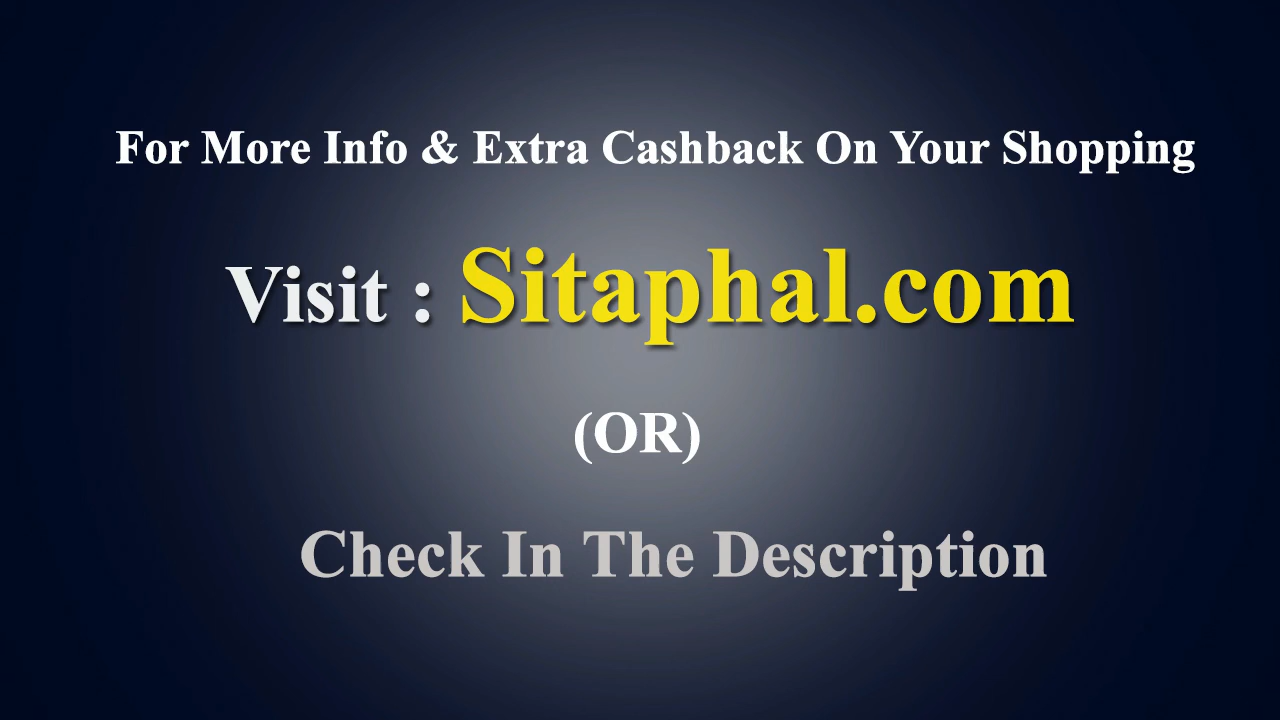 For More Info & Extra Cashback On Your Shopping
Visit : Sitaphal.com
(OR)
Check In The Description